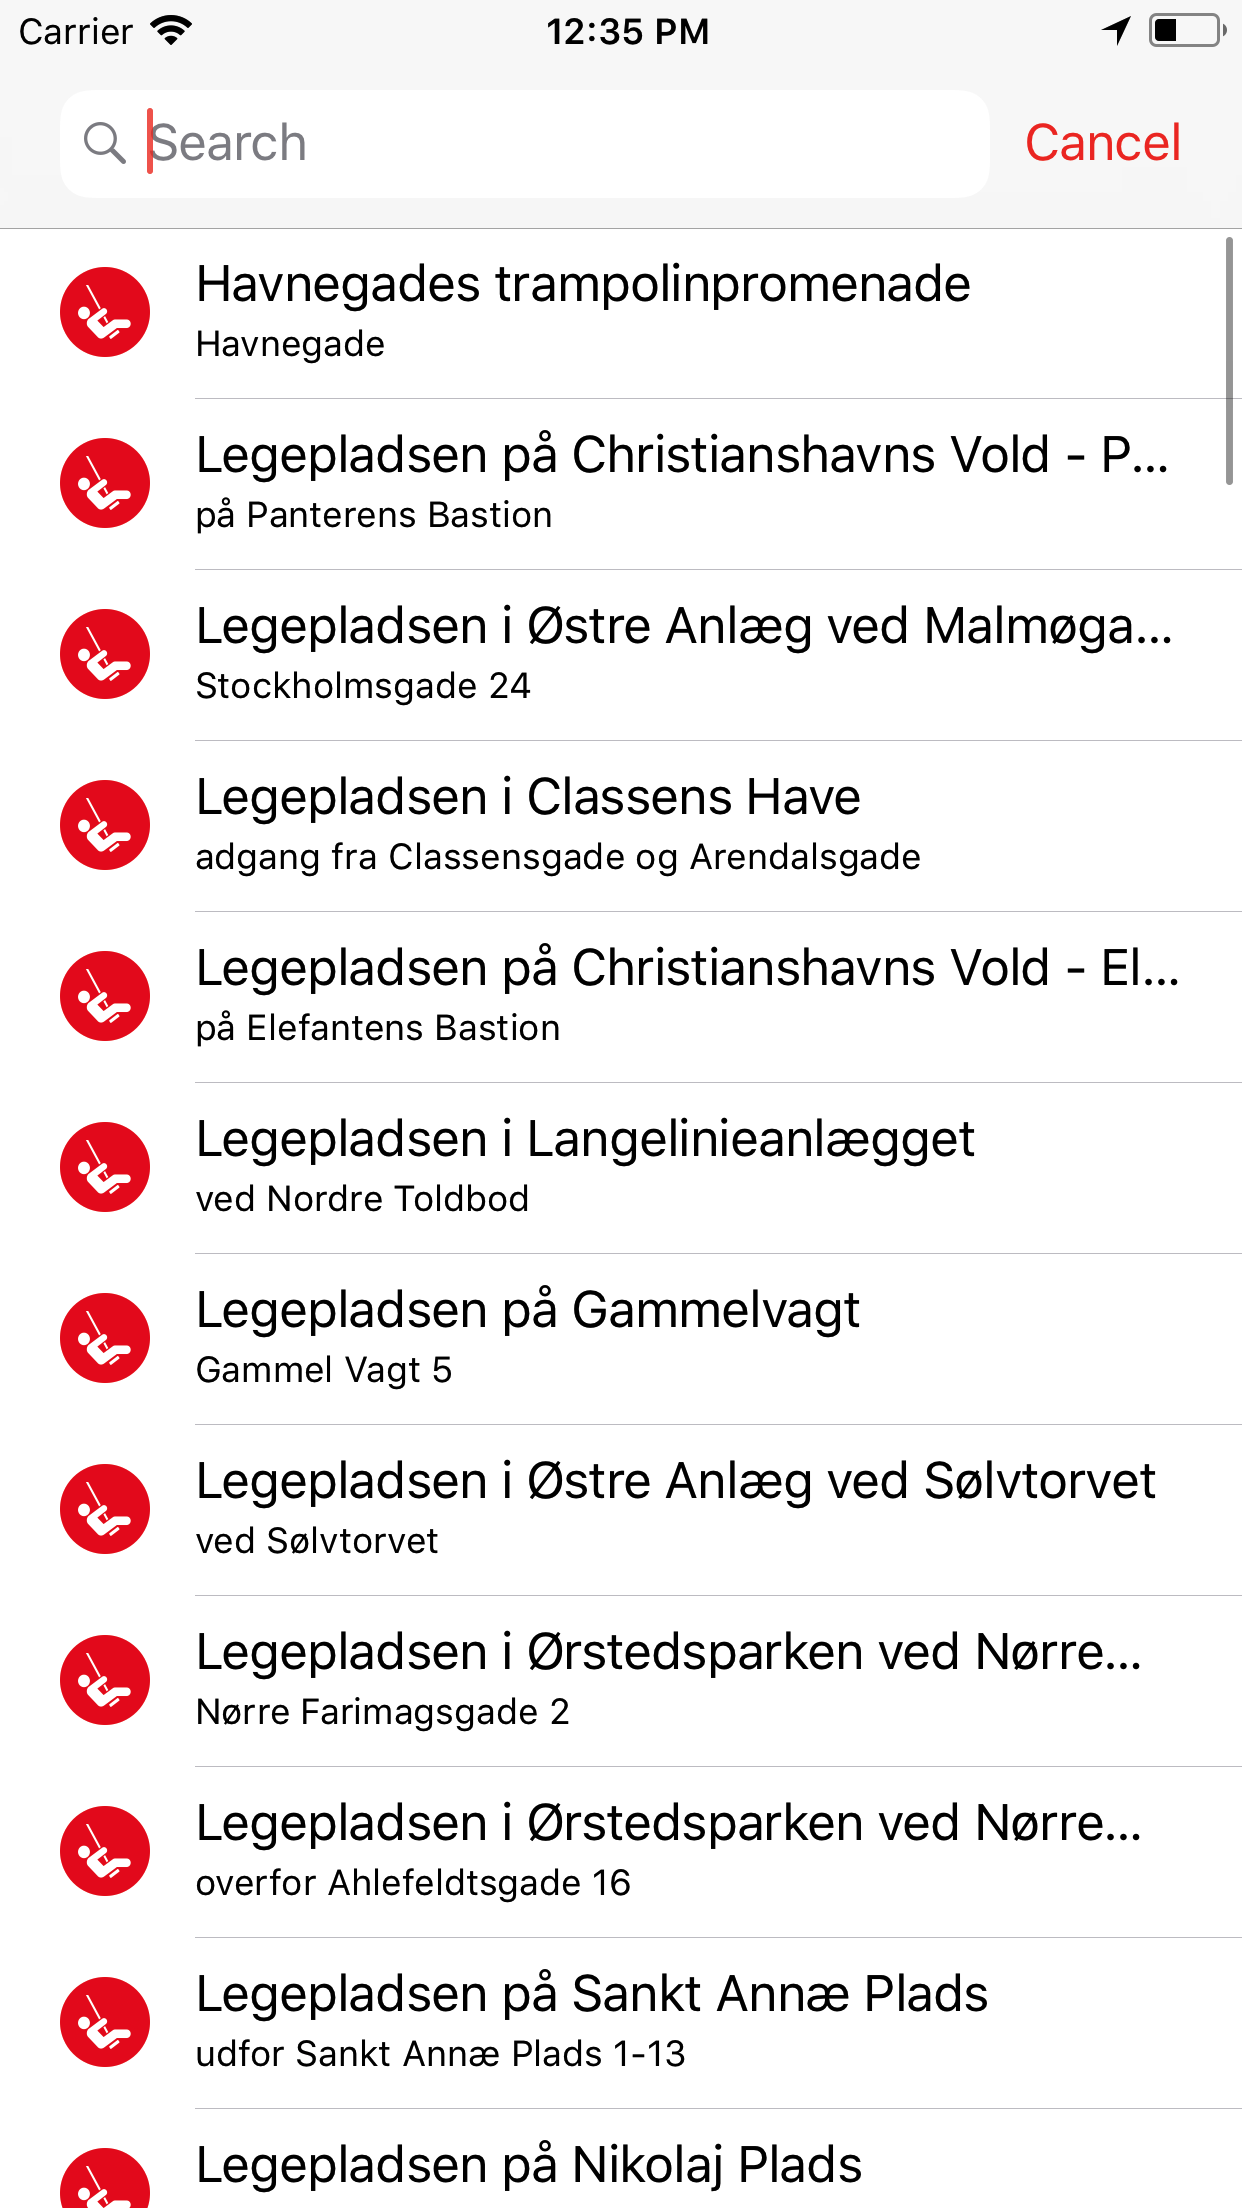 Carrier 12:35 PM
Search Cancel
Havnegades trampolinpromenade
Havnegade
Legepladsen på Christianshavns Vold - P...
på Panterens Bastion
Legepladsen i Østre Anlæg ved Malmøga...
Stockholmsgade 24
Legepladsen i Classens Have
adgang fra Classensgade og Arendalsgade
Legepladsen på Christianshavns Vold - El...
på Elefantens Bastion
Legepladsen i Langelinieanlægget
ved Nordre Toldbod
Legepladsen på Gammelvagt
Gammel Vagt 5
Legepladsen i Østre Anlæg ved Sølvtorvet
ved Sølvtorvet
Legepladsen i Ørstedsparken ved Nørre...
Nørre Farimagsgade 2
Legepladsen i Ørstedsparken ved Nørre...
overfor Ahlefeldtsgade 16
Legepladsen på Sankt Annæ Plads
udfor Sankt Annæ Plads 1-13
Legepladsen på Nikolaj Plads